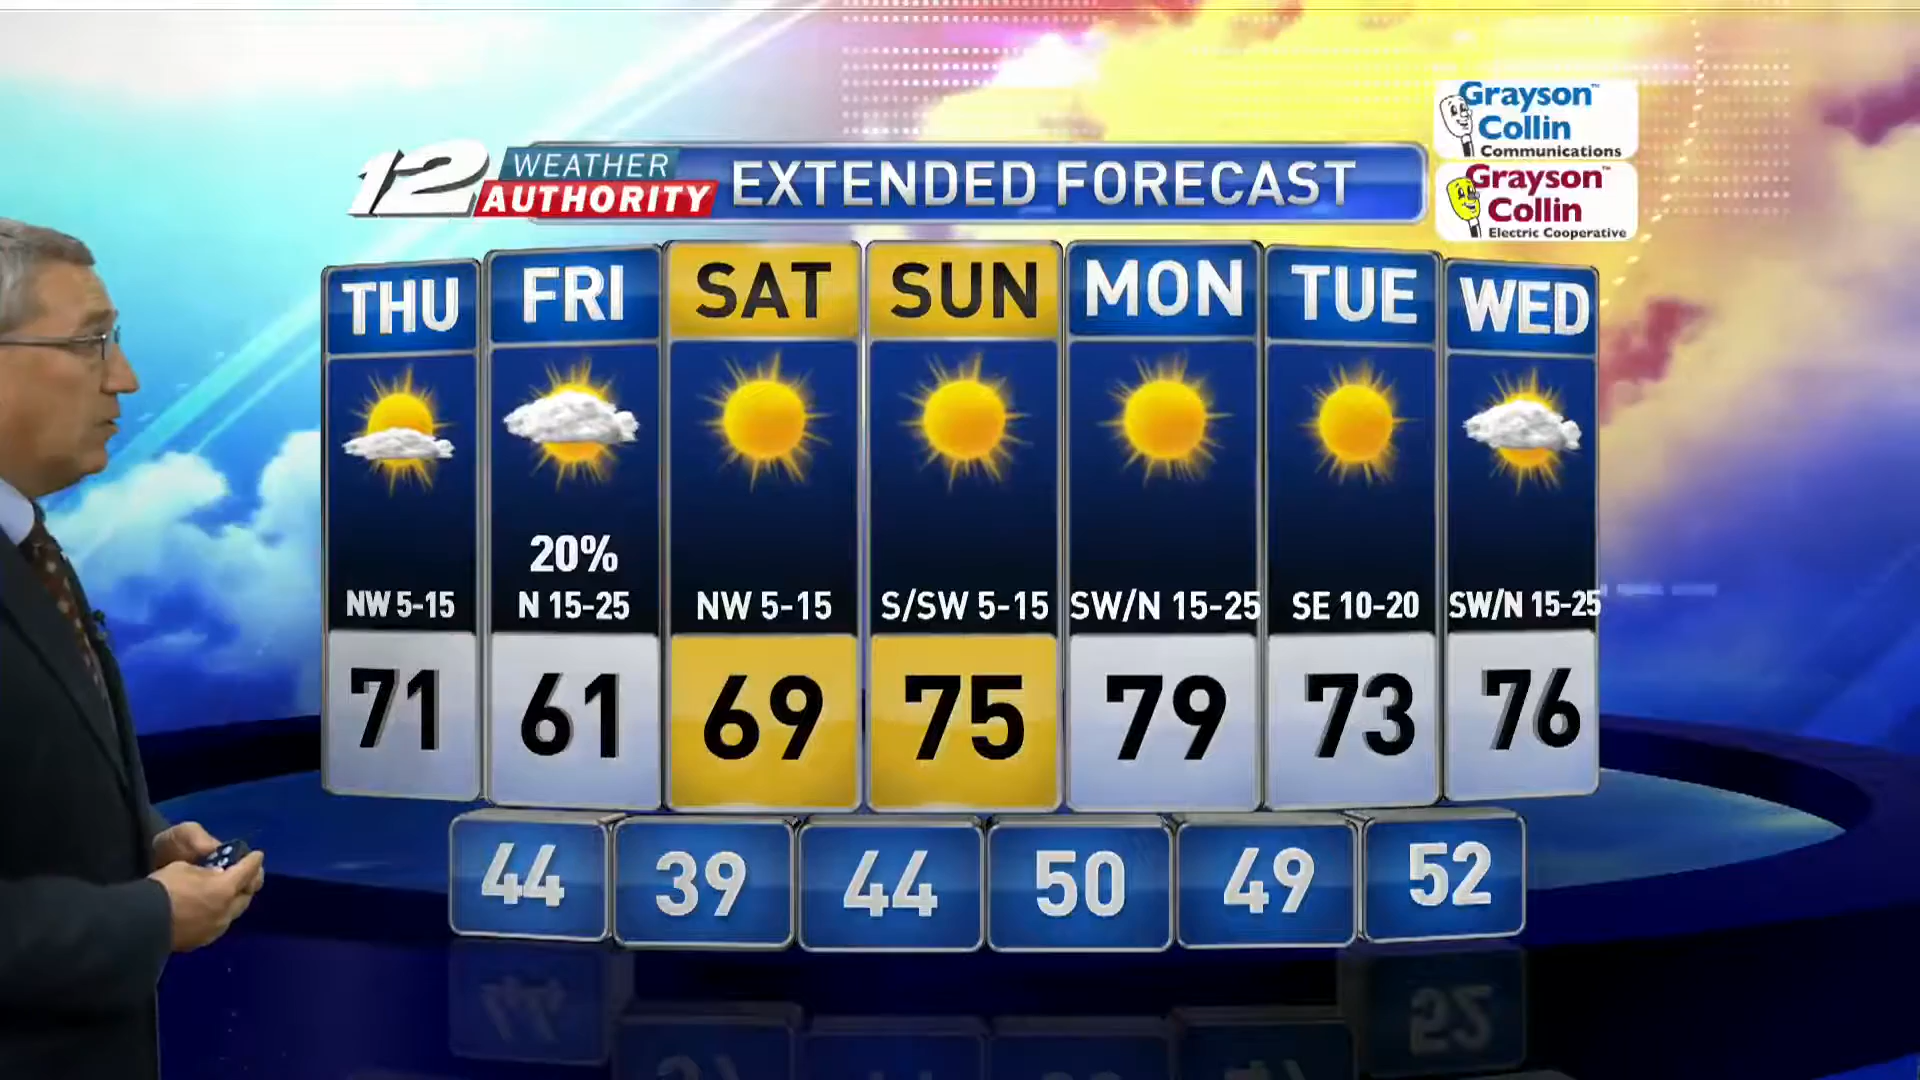 12 WEATHER
AUTHORITY
EXTENDED FORECAST
Grayson™
Collin
Communications
Grayson™
Collin
Electric Cooperative
THU FRI SAT SUN MON TUE WED
20%
NW 5-15 N 15-25 NW 5-15 S/SW 5-15 SW/N 15-25 SE 10-20 SW/N 15-25
71 61 69 75 79 73 76
44 39 44 50 49 52